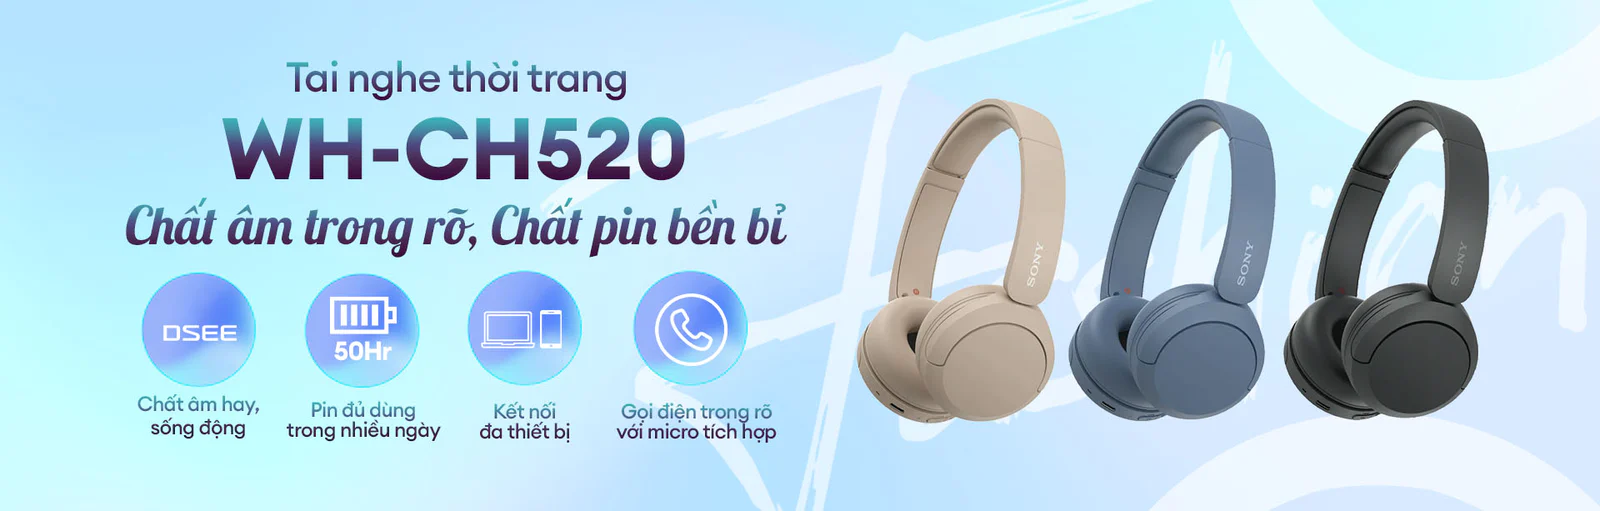 Tai nghe thời trang
WH-CH520
Chất âm trong rõ, Chất pin bền bỉ
DSEE
50Hr
Chất âm hay,
sống động
Pin đủ dùng
trong nhiều ngày
Kết nối
đa thiết bị
Gọi điện trong rõ
với micro tích hợp
Fashion
SONY
SONY
SONY